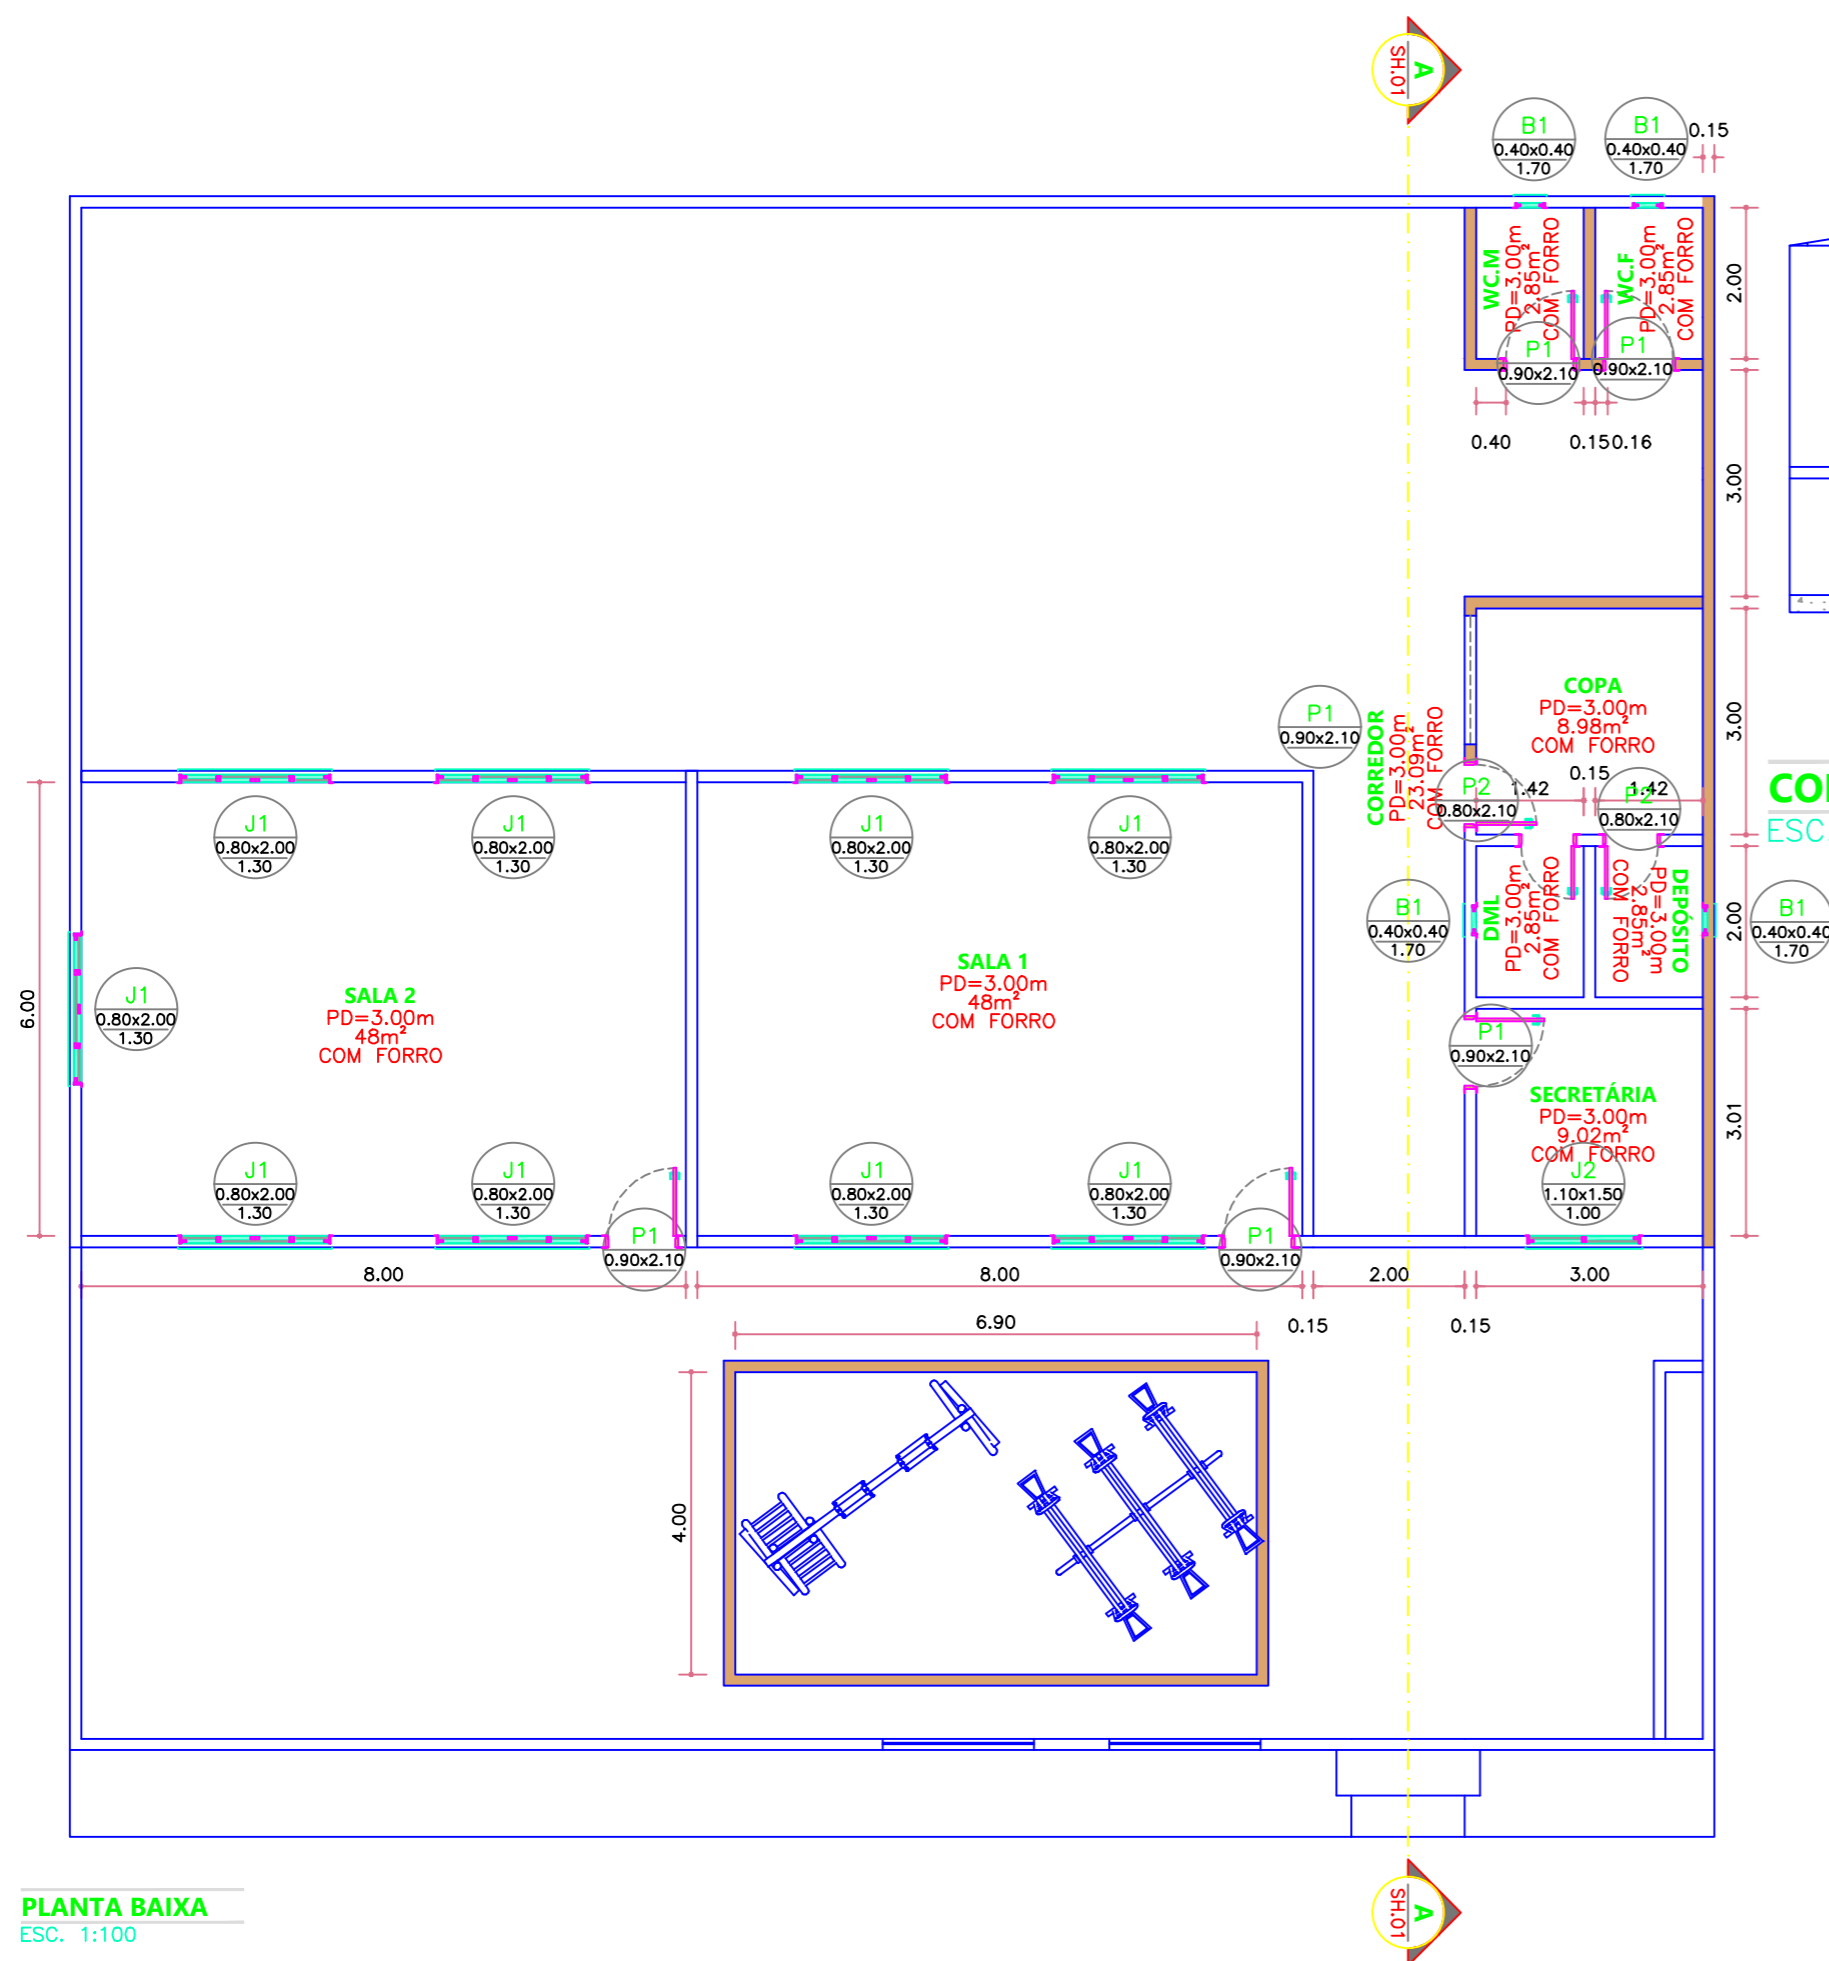 A
SH.01
B1
0.40x0.40
1.70
B1
0.40x0.40
1.70
0.15
WC.M
PD=3.00m
2.85m²
COM FORRO
WC.F
PD=3.00m
2.85m²
COM FORRO
2.00
P1
0.90x2.10
P1
0.90x2.10
0.40
0.15
0.16
3.00
COPA
PD=3.00m
8.98m²
COM FORRO
3.00
P1
0.90x2.10
CORREDOR
PD=3.00m
23.09m²
COM FORRO
P2
0.80x2.10
1.42
0.15
1.42
P2
0.80x2.10
CO
ESC
J1
0.80x2.00
1.30
J1
0.80x2.00
1.30
J1
0.80x2.00
1.30
J1
0.80x2.00
1.30
B1
0.40x0.40
1.70
DML
PD=3.00m
2.85m²
COM FORRO
DEPÓSITO
PD=3.00m
2.85m²
COM FORRO
2.00
B1
0.40x0.40
1.70
6.00
J1
0.80x2.00
1.30
SALA 2
PD=3.00m
48m²
COM FORRO
SALA 1
PD=3.00m
48m²
COM FORRO
P1
0.90x2.10
SECRETÁRIA
PD=3.00m
9.02m²
COM FORRO
3.01
J2
1.10x1.50
1.00
J1
0.80x2.00
1.30
J1
0.80x2.00
1.30
P1
0.90x2.10
J1
0.80x2.00
1.30
J1
0.80x2.00
1.30
P1
0.90x2.10
8.00
8.00
2.00
3.00
0.15
0.15
6.90
4.00
PLANTA BAIXA
ESC. 1:100
A
SH.01